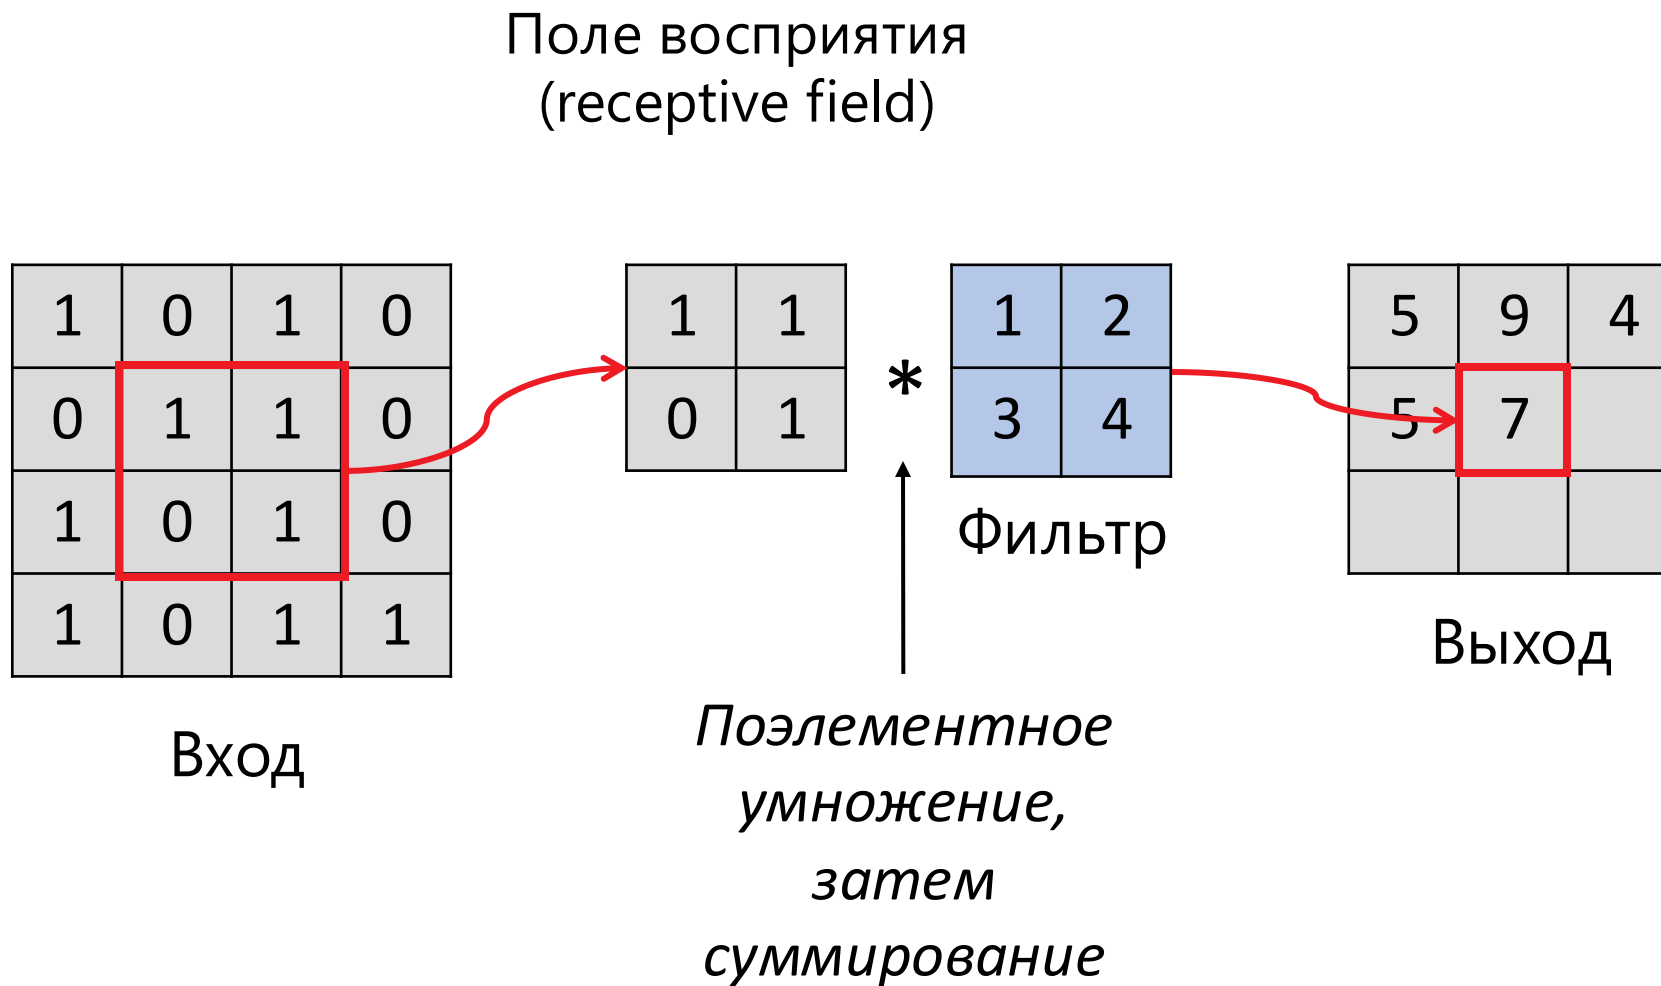 Поле восприятия
(receptive field)
1 0 1 0
0 1 1 0
1 0 1 0
1 0 1 1
Вход
1 1
0 1
*
1 2
3 4
Фильтр
5 9 4
5 7
Выход
Поэлементное
умножение,
затем
суммирование